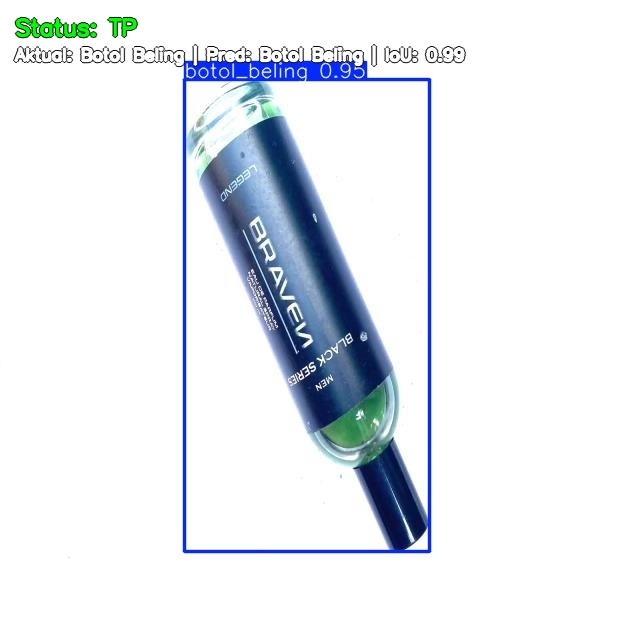 Status: TP
Aktual: Botol Beling | Pred: Botol Beling | IoU: 0.99
botol_beling 0.95
LEGEND
BRAVEN
BLACK SERIES
MEN